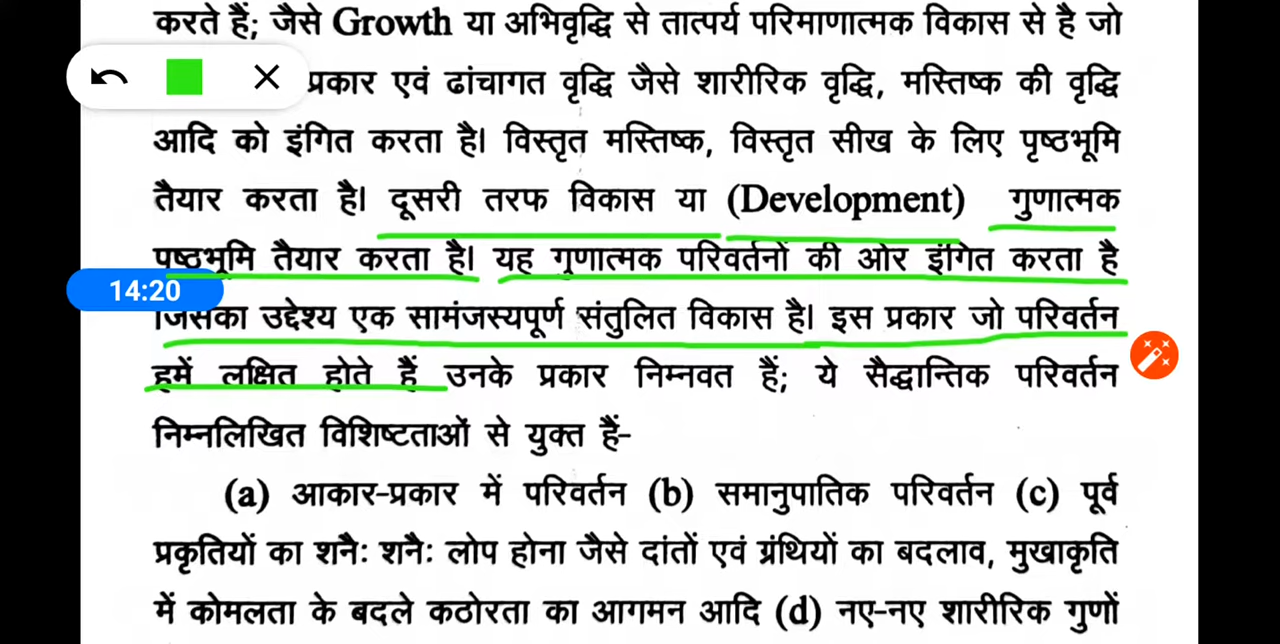 करते हैं; जैसे Growth या अभिवृद्धि से तात्पर्य परिमाणात्मक विकास से है जो
प्रकार एवं ढांचागत वृद्धि जैसे शारीरिक वृद्धि, मस्तिष्क की वृद्धि
आदि को इंगित करता है। विस्तृत मस्तिष्क, विस्तृत सीख के लिए पृष्ठभूमि
तैयार करता है। दूसरी तरफ विकास या (Development) गुणात्मक
पृष्ठभूमि तैयार करता है। यह गुणात्मक परिवर्तनों की ओर इंगित करता है
14:20
जिसका उद्देश्य एक सामंजस्यपूर्ण संतुलित विकास है। इस प्रकार जो परिवर्तन
हमें लक्षित होते हैं उनके प्रकार निम्नवत हैं; ये सैद्धान्तिक परिवर्तन
निम्नलिखित विशिष्टताओं से युक्त हैं-
(a) आकार-प्रकार में परिवर्तन (b) समानुपातिक परिवर्तन (c) पूर्व
प्रकृतियों का शनैः शनैः लोप होना जैसे दांतों एवं ग्रंथियों का बदलाव, मुखाकृति
में कोमलता के बदले कठोरता का आगमन आदि (d) नए-नए शारीरिक गुणों